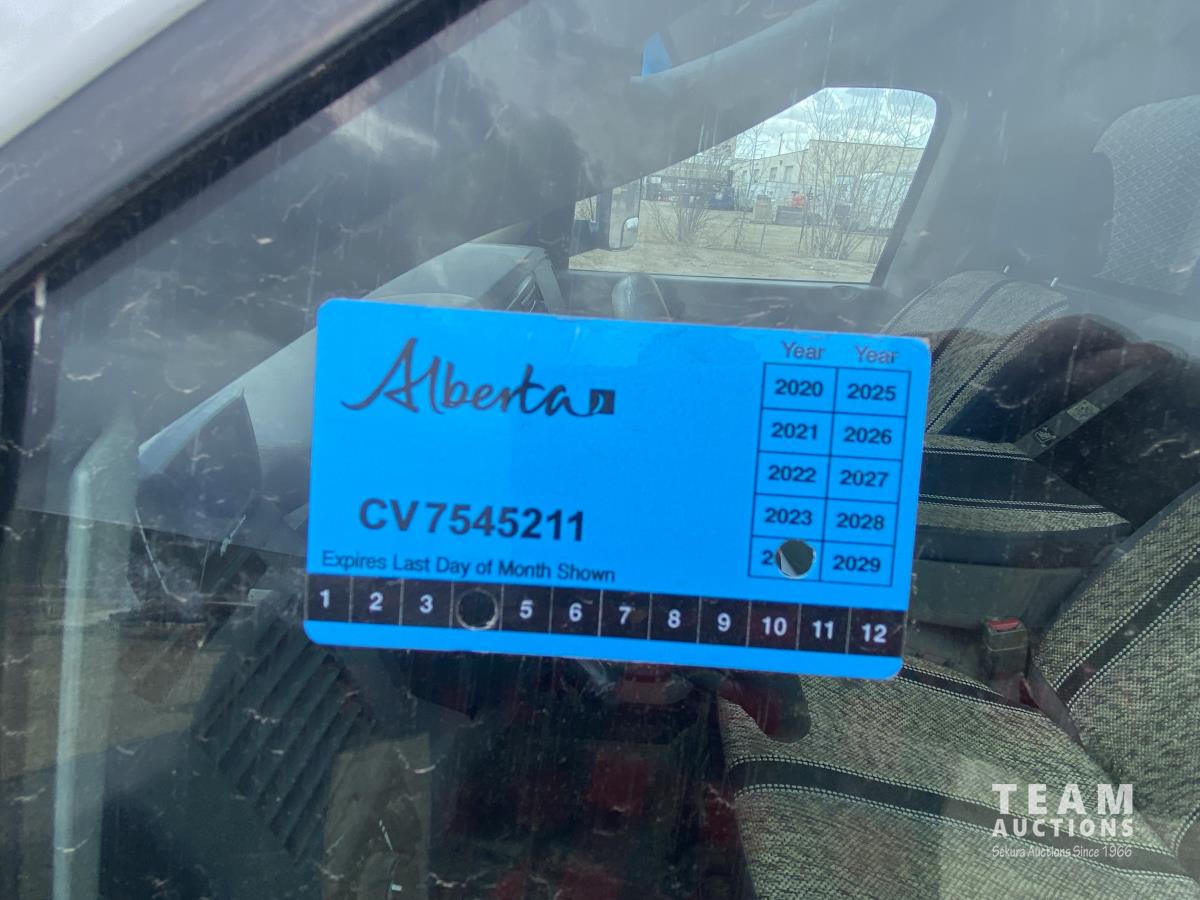 Alberta
Year Year
2020 2025
2021 2026
2022 2027
2023 2028
2 2029
CV7545211
Expires Last Day of Month Shown
1 2 3 5 6 7 8 9 10 11 12
TEAM
AUCTIONS
Sekura Auctions Since 1966